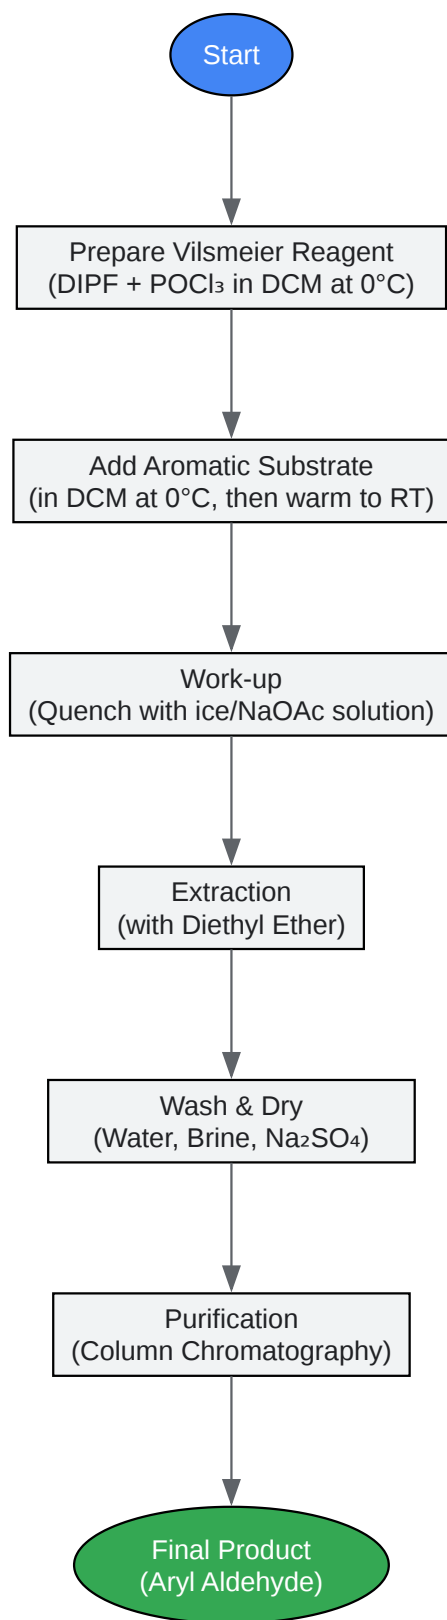 Start
Prepare Vilsmeier Reagent
(DIPF + POCl₃ in DCM at 0°C)
Add Aromatic Substrate
(in DCM at 0°C, then warm to RT)
Work-up
(Quench with ice/NaOAc solution)
Extraction
(with Diethyl Ether)
Wash & Dry
(Water, Brine, Na₂SO₄)
Purification
(Column Chromatography)
Final Product
(Aryl Aldehyde)